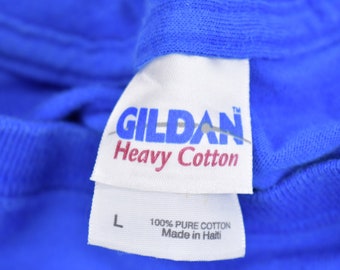 GILDAN™
Heavy Cotton
L
100% PURE COTTON
Made in Haiti